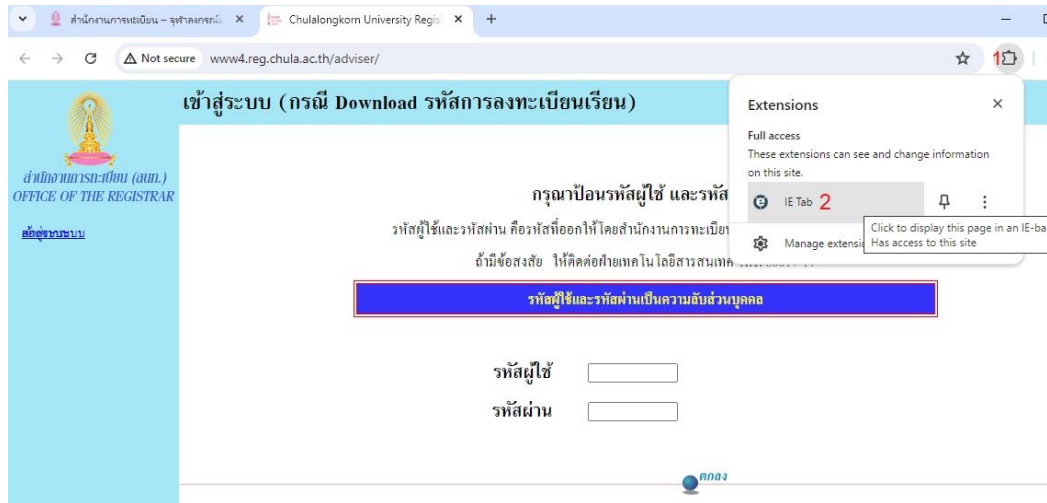 สำนักงานการทะเบียน – จุฬาลงกรณ์
Chulalongkorn University Regis
Not secure www4.reg.chula.ac.th/adviser/
1
เข้าสู่ระบบ (กรณี Download รหัสการลงทะเบียนเรียน)
Extensions
Full access
These extensions can see and change information
on this site.
IE Tab 2
Click to display this page in an IE-ba
Has access to this site
Manage extensi
สำนักงานการทะเบียน (สนท.)
OFFICE OF THE REGISTRAR
กรุณาป้อนรหัสผู้ใช้ และรหัส
รหัสผู้ใช้และรหัสผ่าน คือรหัสที่ออกให้โดยสำนักงานการทะเบีย
ถ้ามีข้อสงสัย ให้ติดต่อฝ่ายเทคโนโลยีสารสนเทศ
รหัสผู้ใช้และรหัสผ่านเป็นความลับส่วนบุคคล
รหัสผู้ใช้
รหัสผ่าน
ตกลง